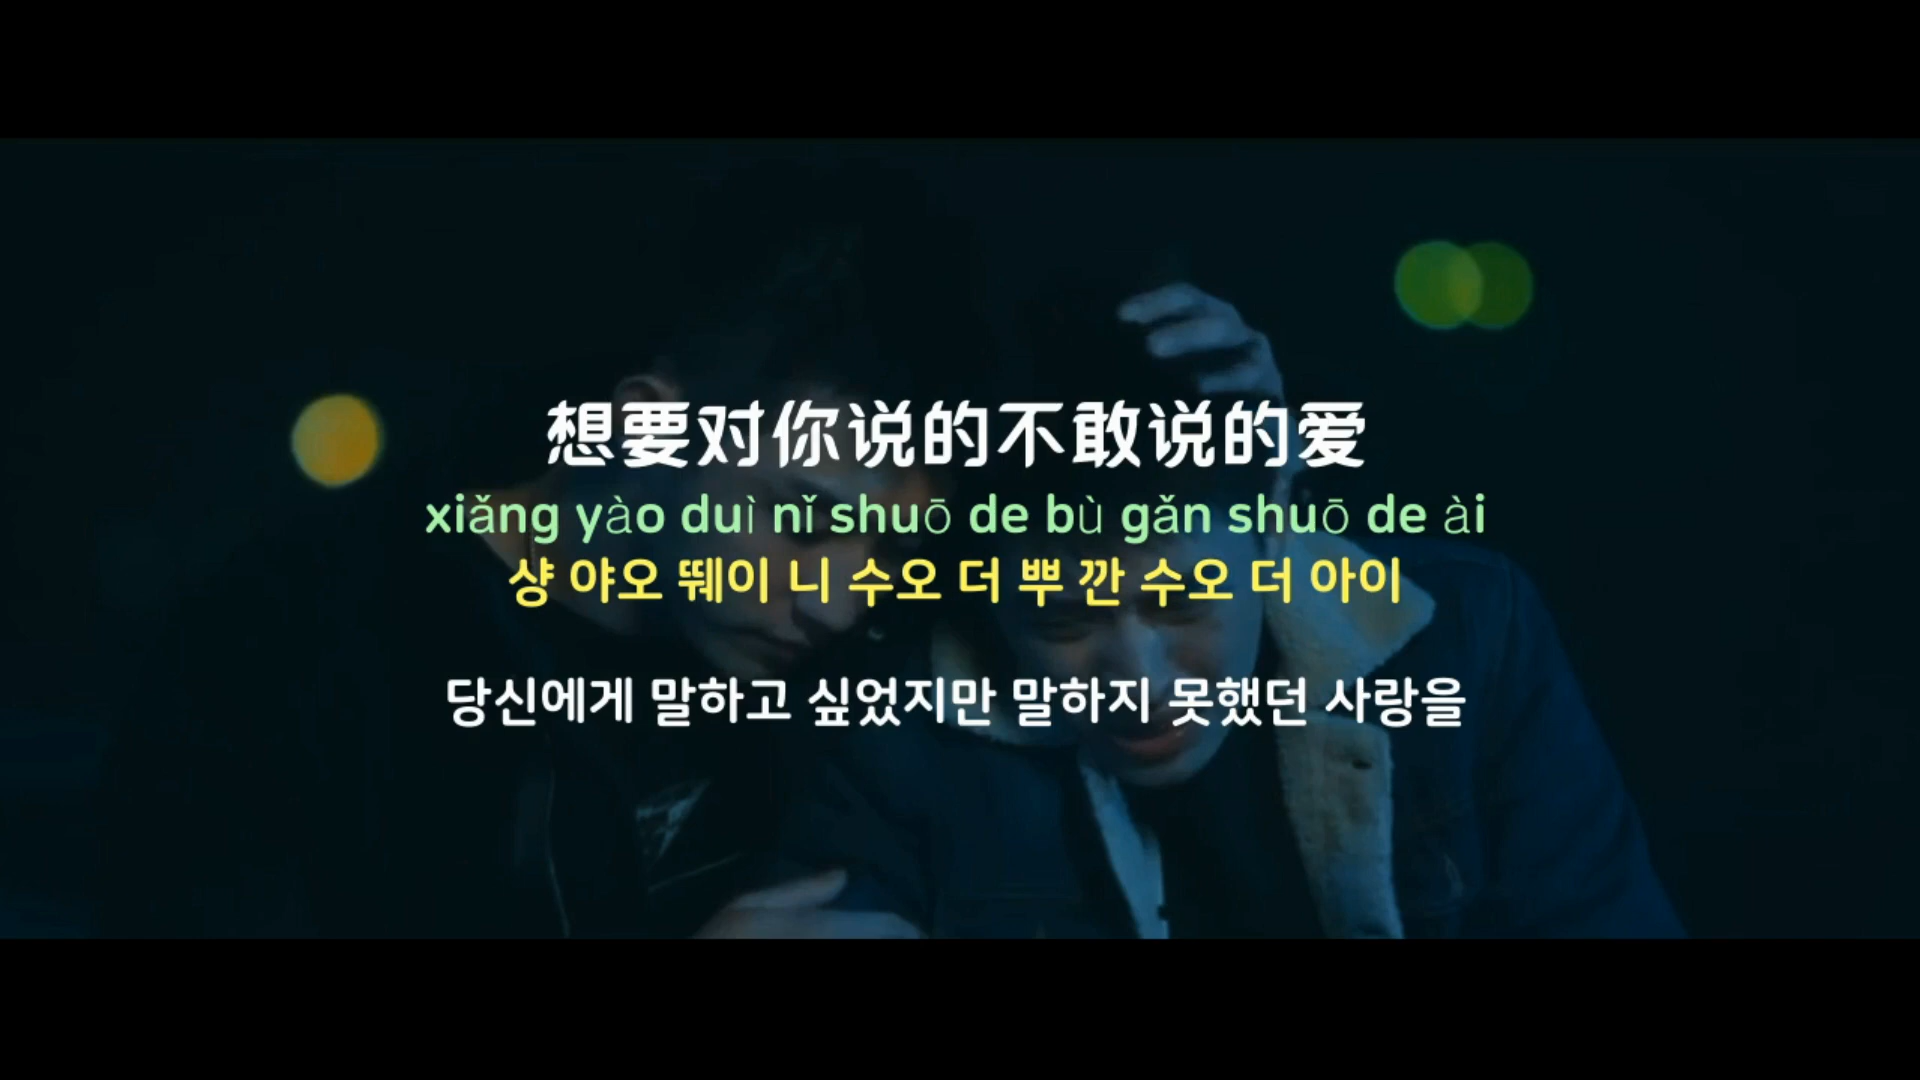 想要对你说的不敢说的爱
xiǎng yào duì nǐ shuō de bù gǎn shuō de ài
샹 야오 뛔이 니 수오 더 뿌 깐 수오 더 아이
당신에게 말하고 싶었지만 말하지 못했던 사랑을